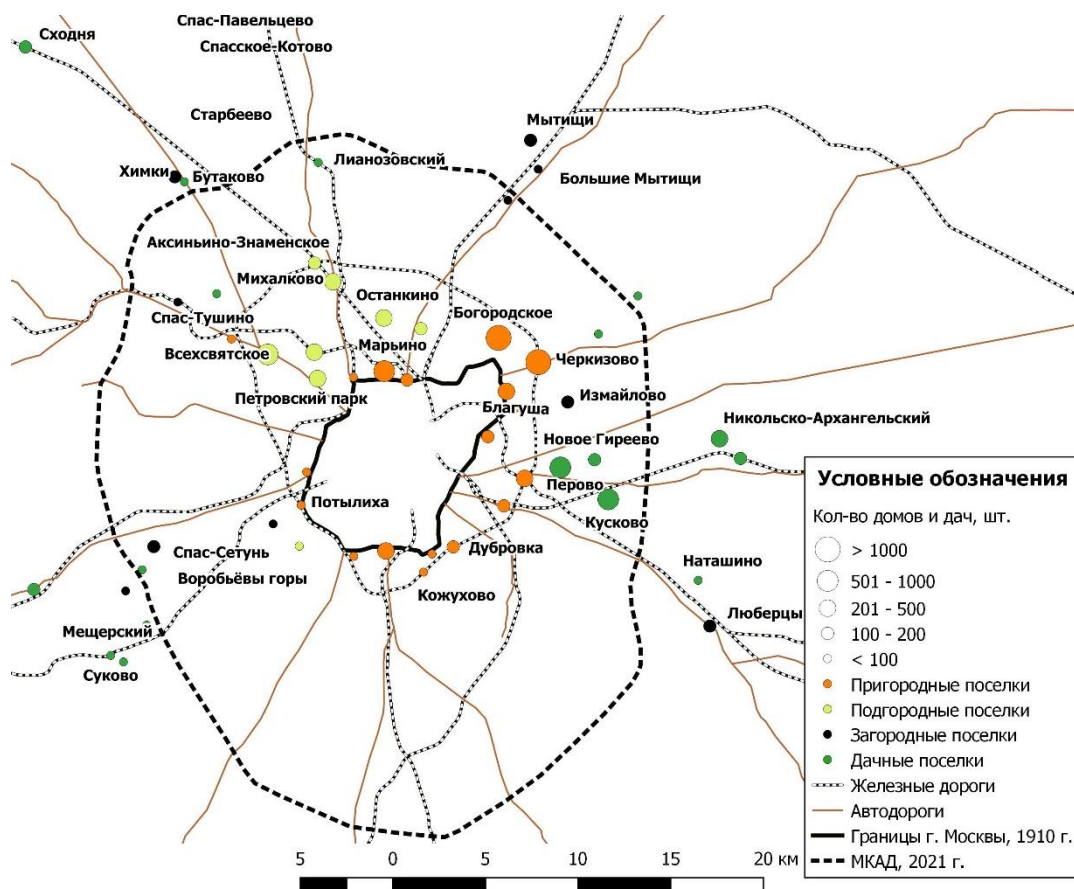 Спас-Павельцево
Сходня
Спасское-Котово
Старбеево
Мытищи
Лианозовский
Химки
Бутаково
Большие Мытищи
Аксиньино-Знаменское
Михалково
Останкино
Богородское
Спас-Тушино
Марьино
Всехсвятское
Черкизово
Петровский парк
Благуша
Измайлово
Никольско-Архангельский
Новое Гиреево
Перово
Потылиха
Кусково
Спас-Сетунь
Дубровка
Воробьёвы горы
Наташино
Кожухово
Люберцы
Мещерский
Суково
Условные обозначения
Кол-во домов и дач, шт.
> 1000
501 - 1000
201 - 500
100 - 200
< 100
Пригородные поселки
Подгородные поселки
Загородные поселки
Дачные поселки
Железные дороги
Автодороги
Границы г. Москвы, 1910 г.
МКАД, 2021 г.
5 0 5 10 15 20 км